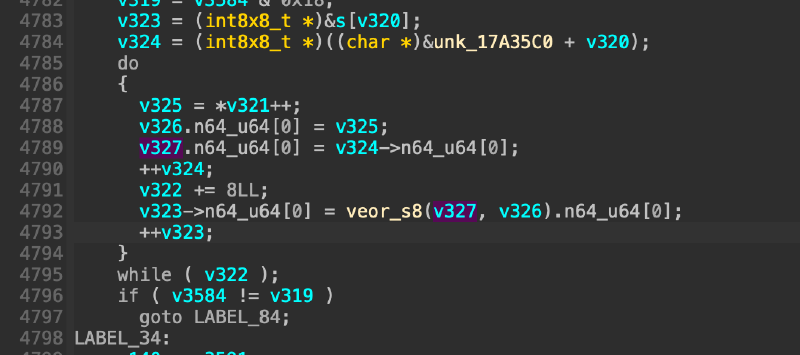 4782 v319 = v3584 & 0x18;
4783 v323 = (int8x8_t *)&s[v320];
4784 v324 = (int8x8_t *)((char *)&unk_17A35C0 + v320);
4785 do
4786 {
4787 v325 = *v321++;
4788 v326.n64_u64[0] = v325;
4789 v327.n64_u64[0] = v324->n64_u64[0];
4790 ++v324;
4791 v322 += 8LL;
4792 v323->n64_u64[0] = veor_s8(v327, v326).n64_u64[0];
4793 ++v323;
4794 }
4795 while ( v322 );
4796 if ( v3584 != v319 )
4797 goto LABEL_84;
4798 LABEL_34: